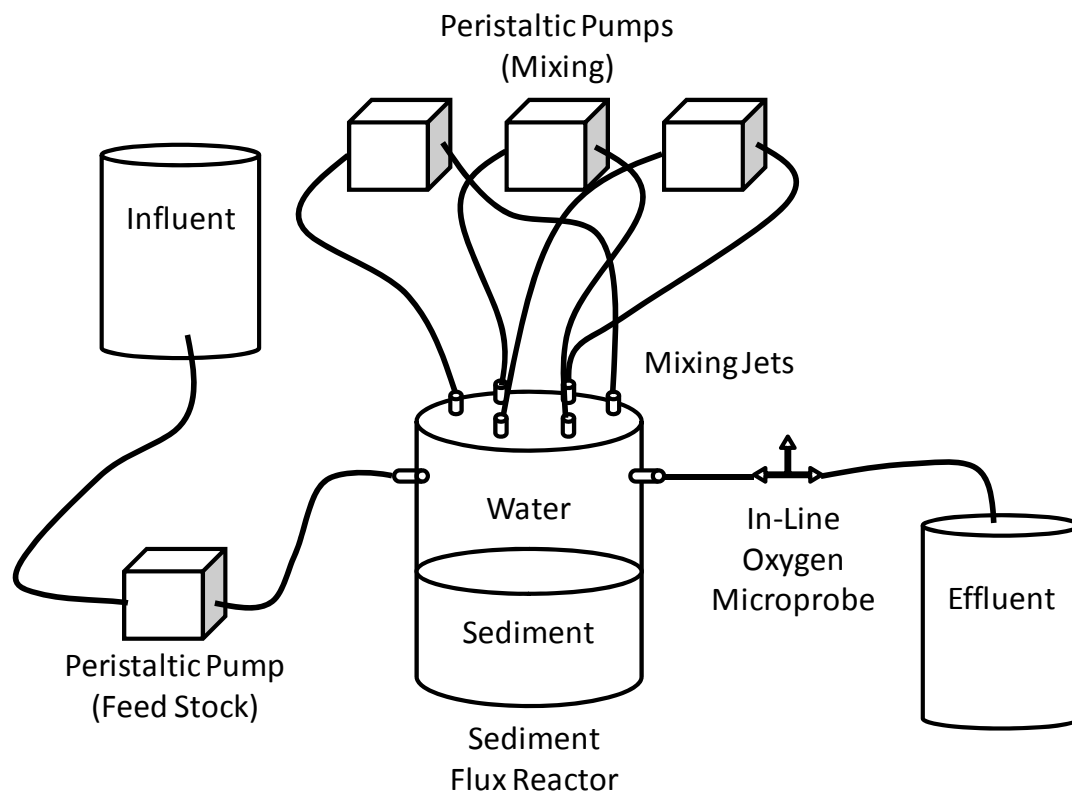 Peristaltic Pumps
(Mixing)
Influent
Mixing Jets
Water
In-Line
Oxygen
Microprobe
Effluent
Sediment
Peristaltic Pump
(Feed Stock)
Sediment
Flux Reactor